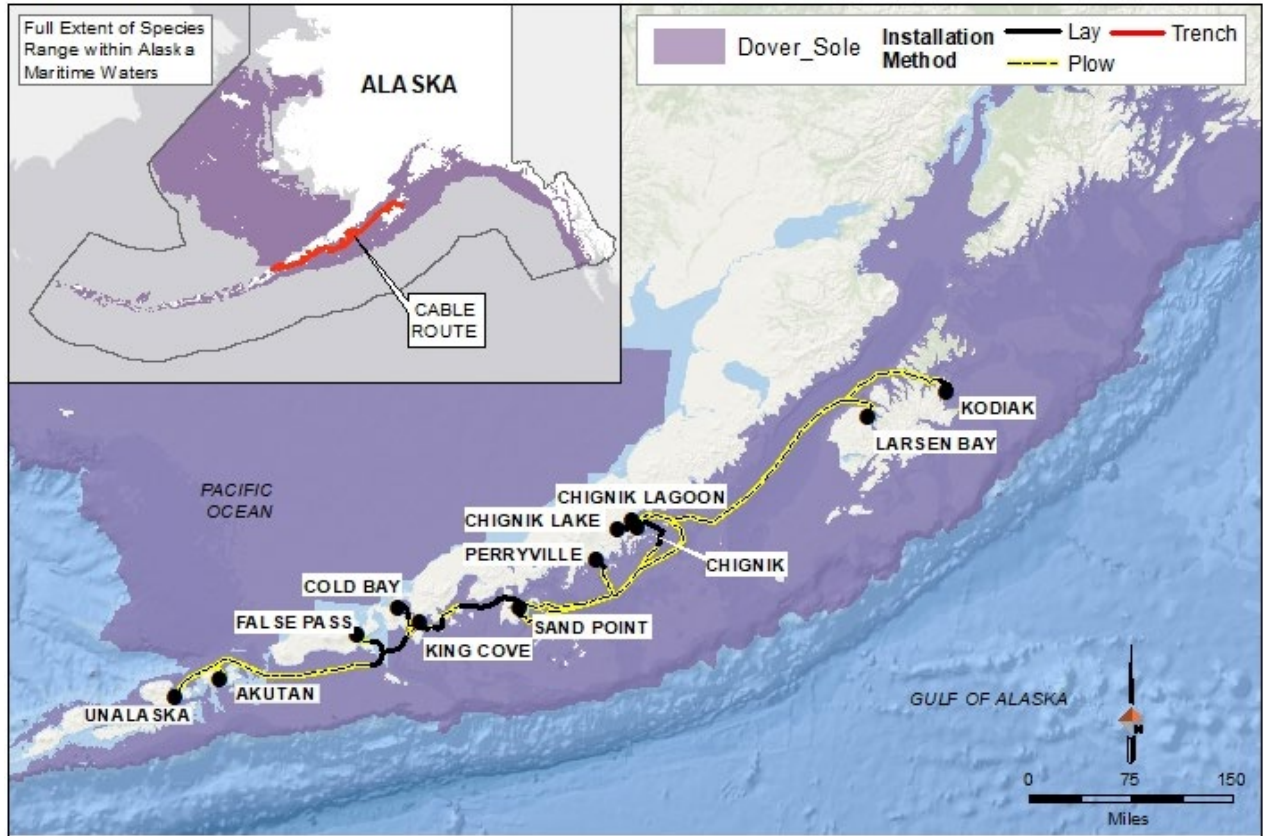 Full Extent of Species
Range within Alaska
Maritime Waters
ALASKA
CABLE
ROUTE
Dover_Sole
Installation
Method
Lay
Trench
Plow
KODIAK
LARSEN BAY
PACIFIC
OCEAN
CHIGNIK LAGOON
CHIGNIK LAKE
PERRYVILLE
CHIGNIK
COLD BAY
FALSE PASS
SAND POINT
KING COVE
AKUTAN
UNALASKA
GULF OF ALASKA
N
0 75 150
Miles